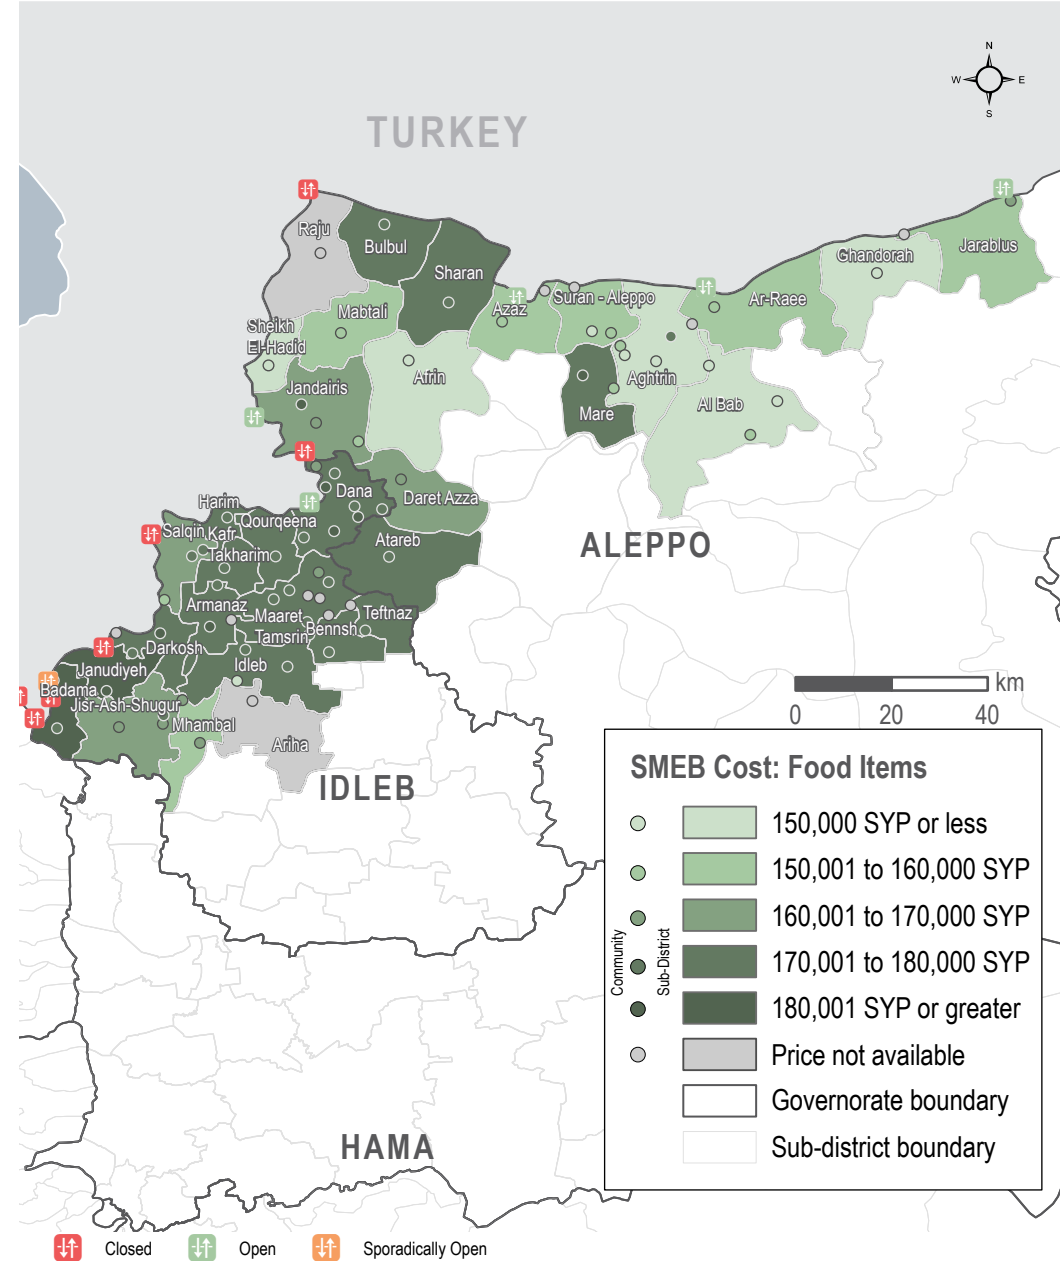 N
W
E
S
TURKEY
Raju
Bulbul
Sharan
Ghandorah
Jarablus
Mabtali
Azaz
Suran - Aleppo
Ar-Raee
Sheikh
El-Hadid
Afrin
Aghtrin
Jandairis
Al Bab
Mare
Dana
Daret Azza
Harim
Qourqeena
Salqin
Kafr
Takharim
Atareb
ALEPPO
Armanaz
Maaret
Tamsrin
Teftnaz
Bennsh
Darkosh
Idleb
Janudiyeh
Badama
Jisr-Ash-Shugur
Mhambal
Ariha
IDLEB
HAMA
km
0 20 40
SMEB Cost: Food Items
Community
Sub-District
150,000 SYP or less
150,001 to 160,000 SYP
160,001 to 170,000 SYP
170,001 to 180,000 SYP
180,001 SYP or greater
Price not available
Governorate boundary
Sub-district boundary
Closed
Open
Sporadically Open